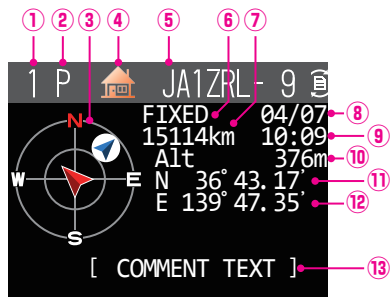 ① ② ③ ④ ⑤ ⑥ ⑦
1 P JA1ZRL- 9
FIXED 04/07 ⑧
15114km 10:09 ⑨
Alt 376m ⑩
N 36°43.17' ⑪
E 139°47.35' ⑫
N
W E
S
[ COMMENT TEXT ] ⑬